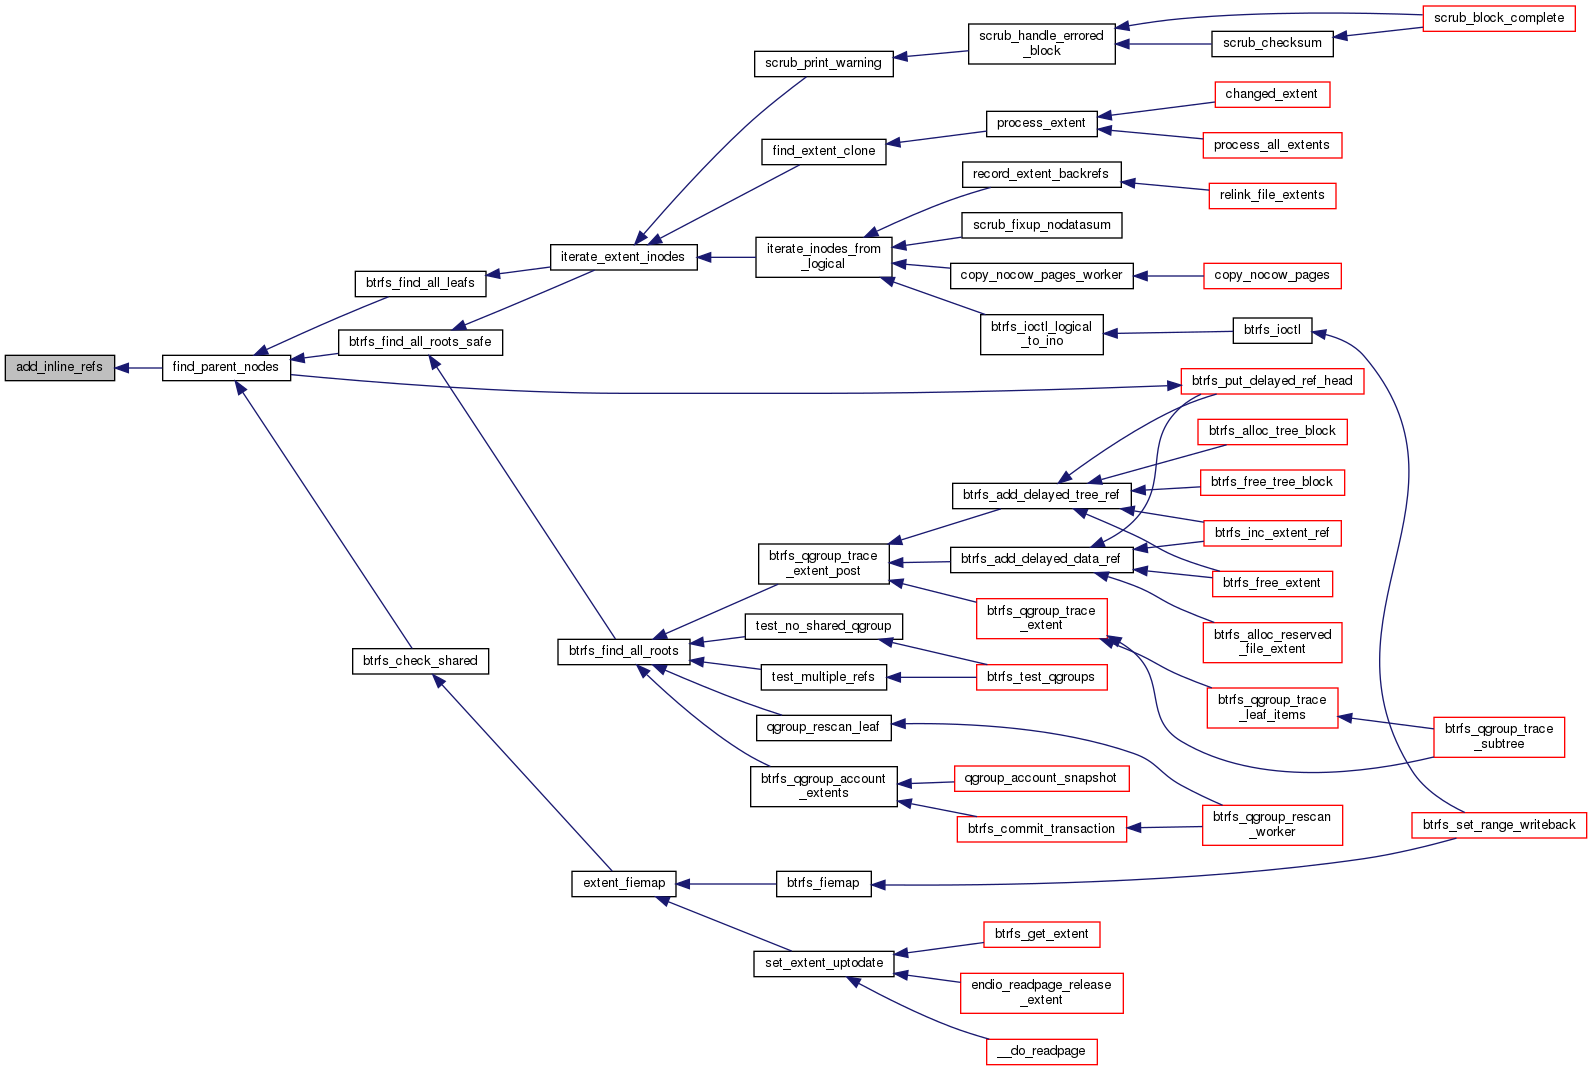 scrub_block_complete
scrub_handle_errored
_block
scrub_checksum
scrub_print_warning
changed_extent
process_extent
process_all_extents
find_extent_clone
record_extent_backrefs
relink_file_extents
scrub_fixup_nodatasum
iterate_inodes_from
_logical
iterate_extent_inodes
copy_nocow_pages_worker
copy_nocow_pages
btrfs_find_all_leafs
btrfs_ioctl_logical
_to_ino
btrfs_ioctl
btrfs_find_all_roots_safe
add_inline_refs
find_parent_nodes
btrfs_put_delayed_ref_head
btrfs_alloc_tree_block
btrfs_free_tree_block
btrfs_add_delayed_tree_ref
btrfs_inc_extent_ref
btrfs_qgroup_trace
_extent_post
btrfs_add_delayed_data_ref
btrfs_free_extent
btrfs_qgroup_trace
_extent
test_no_shared_qgroup
btrfs_alloc_reserved
_file_extent
btrfs_find_all_roots
btrfs_check_shared
test_multiple_refs
btrfs_test_qgroups
btrfs_qgroup_trace
_leaf_items
qgroup_rescan_leaf
btrfs_qgroup_trace
_subtree
btrfs_qgroup_account
_extents
qgroup_account_snapshot
btrfs_commit_transaction
btrfs_qgroup_rescan
_worker
btrfs_set_range_writeback
extent_fiemap
btrfs_fiemap
btrfs_get_extent
set_extent_uptodate
endio_readpage_release
_extent
__do_readpage